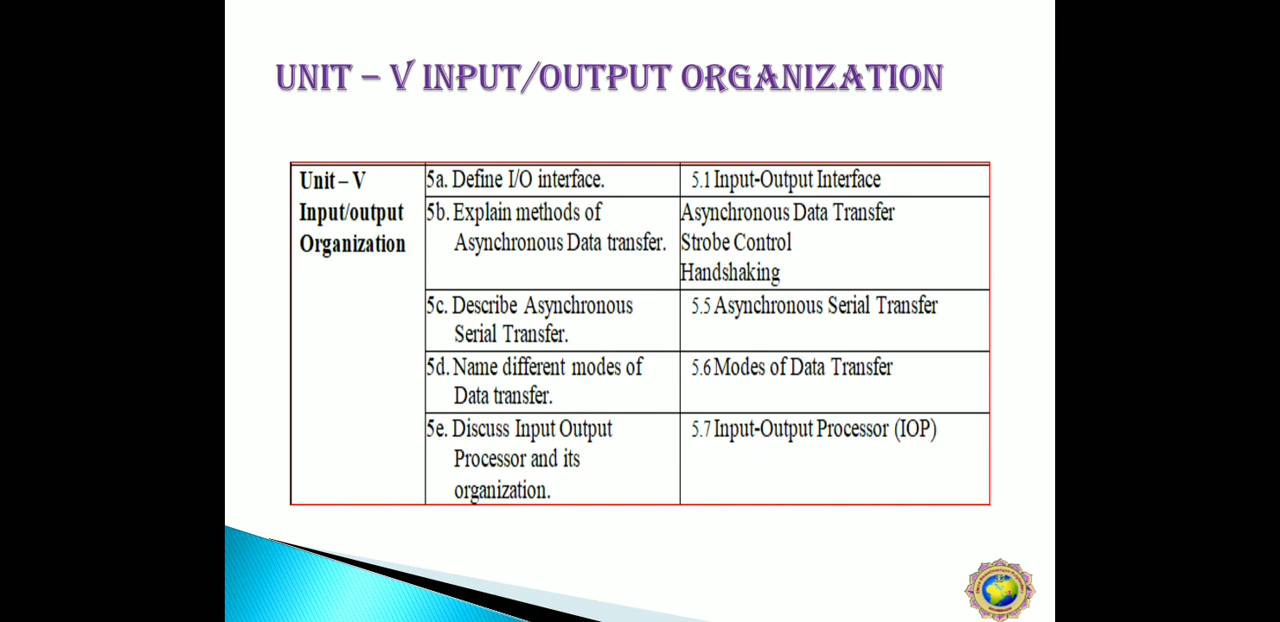 UNIT – V INPUT/OUTPUT ORGANIZATION
Unit – V
Input/output
Organization
5a. Define I/O interface.
5.1 Input-Output Interface
5b. Explain methods of
Asynchronous Data transfer.
Asynchronous Data Transfer
Strobe Control
Handshaking
5c. Describe Asynchronous
Serial Transfer.
5.5 Asynchronous Serial Transfer
5d. Name different modes of
Data transfer.
5.6 Modes of Data Transfer
5e. Discuss Input Output
Processor and its
organization.
5.7 Input-Output Processor (IOP)